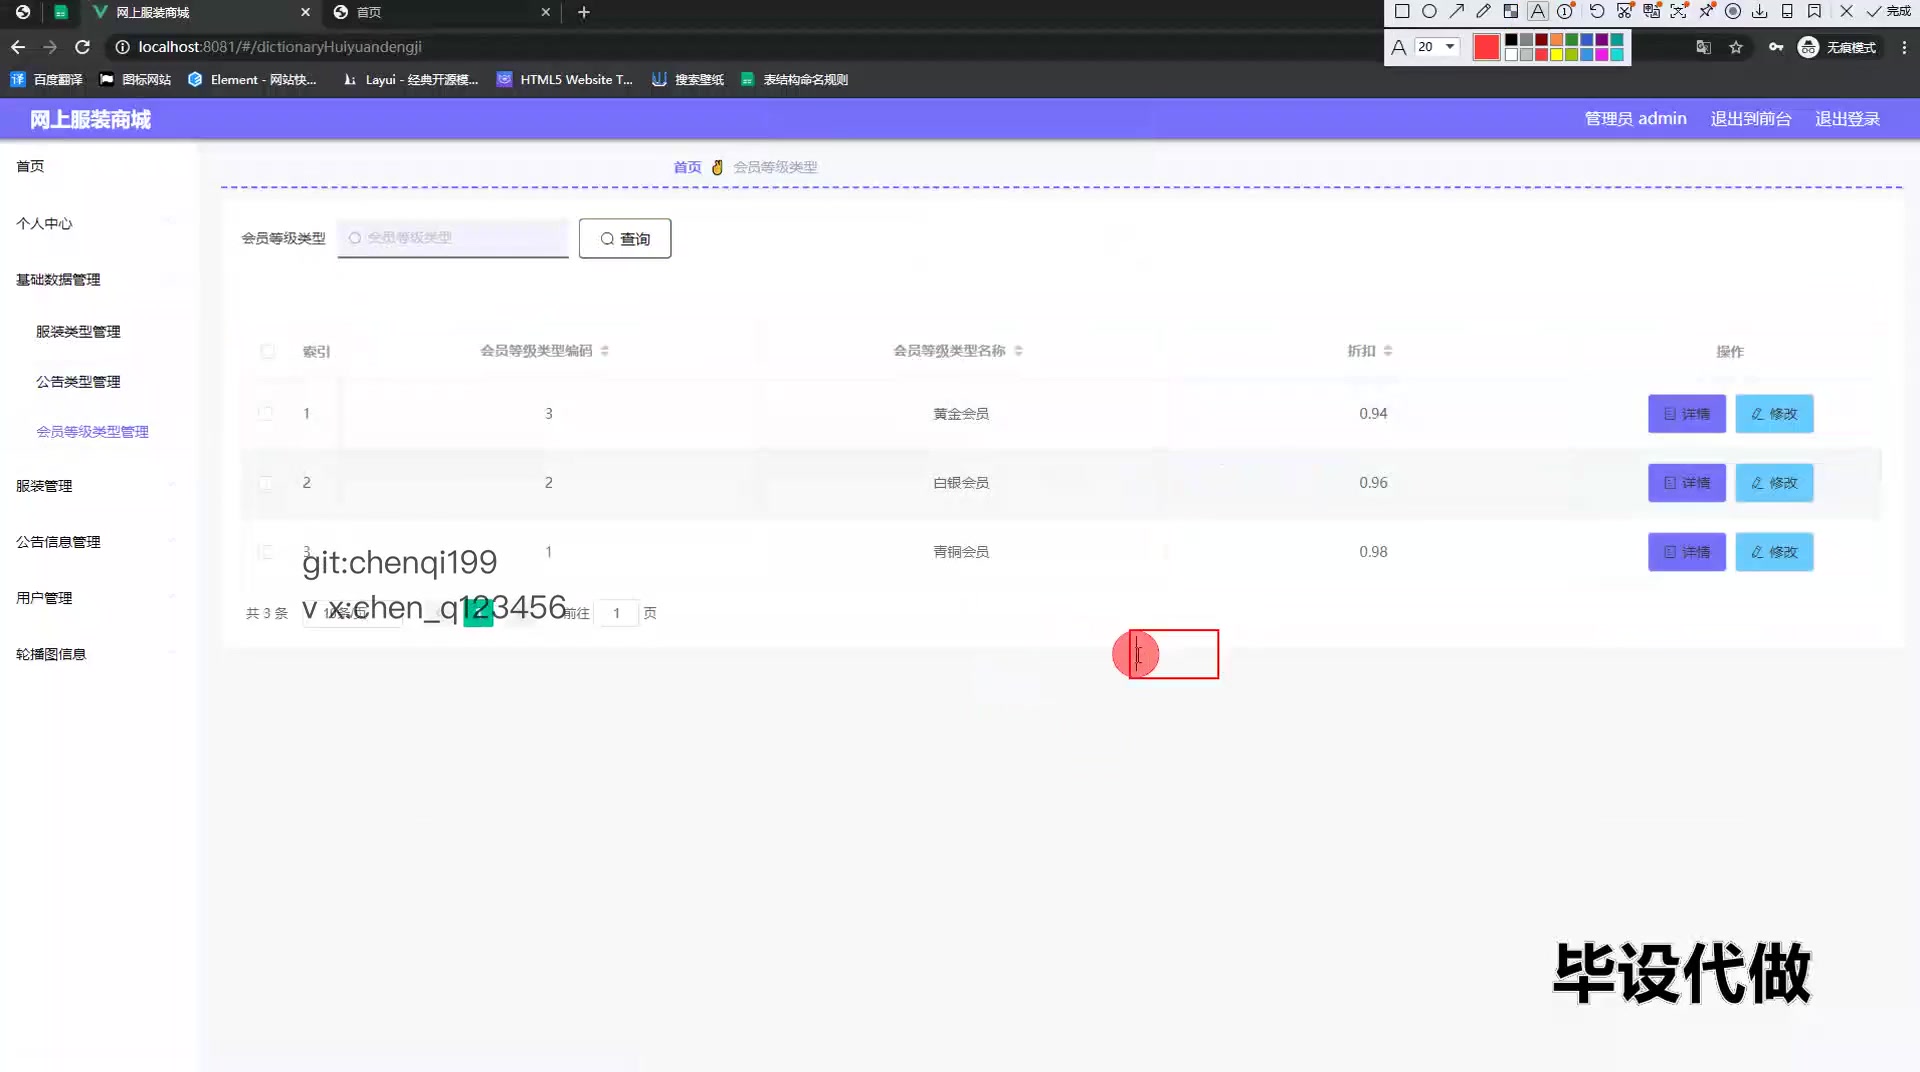 网上服装商城
首页
20
完成
localhost:8081/#/dictionaryHuiyuandengji
无痕模式
百度翻译
图标网站
Element - 网站快...
Layui - 经典开源模...
HTML5 Website T...
搜索壁纸
表结构命名规则
网上服装商城
管理员 admin
退出到前台
退出登录
首页
个人中心
基础数据管理
服装类型管理
公告类型管理
会员等级类型管理
服装管理
公告信息管理
用户管理
轮播图信息
首页 会员等级类型
会员等级类型 会员等级类型 查询
索引 会员等级类型编码 会员等级类型名称 折扣 操作
1 3 黄金会员 0.94 详情 修改
2 2 白银会员 0.96 详情 修改
3 1 青铜会员 0.98 详情 修改
git:chenqi199
共 3 条 前往 1 页
v x:chen_q123456
毕设代做